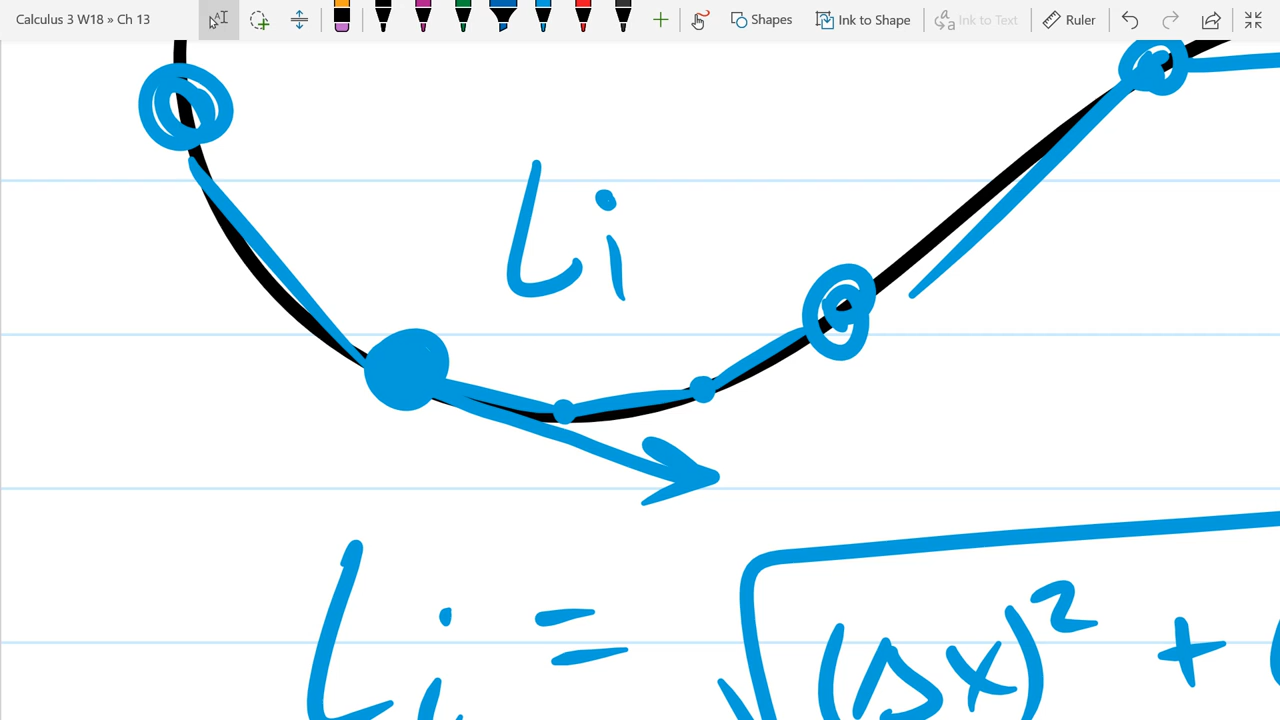 Calculus 3 W18 » Ch 13
Shapes
Ink to Shape
Ink to Text
Ruler
Li
Li = √(Δx)² + (